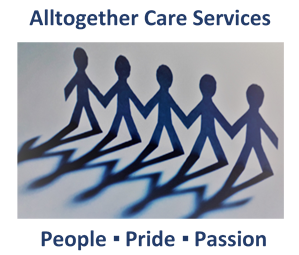 Alltogether Care Services
People ▪ Pride ▪ Passion